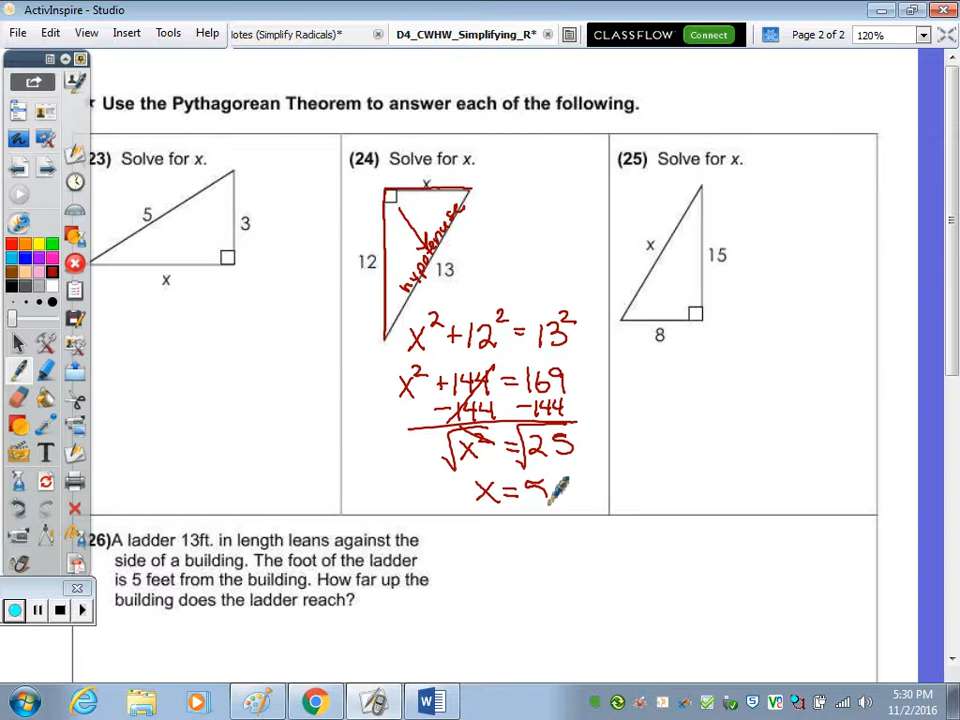 ActivInspire - Studio
File Edit View Insert Tools Help
lotes (Simplify Radicals)*
D4_CWHW_Simplifying_R*
CLASSFLOW Connect
Page 2 of 2
120%
Use the Pythagorean Theorem to answer each of the following.
23) Solve for x.
5
3
x
(24) Solve for x.
x
12
13
hypotenuse
x² + 12² = 13²
x² + 144 = 169
- 144 - 144
√x² = √25
x =
(25) Solve for x.
x
15
8
26)A ladder 13ft. in length leans against the
side of a building. The foot of the ladder
is 5 feet from the building. How far up the
building does the ladder reach?
5:30 PM
11/2/2016